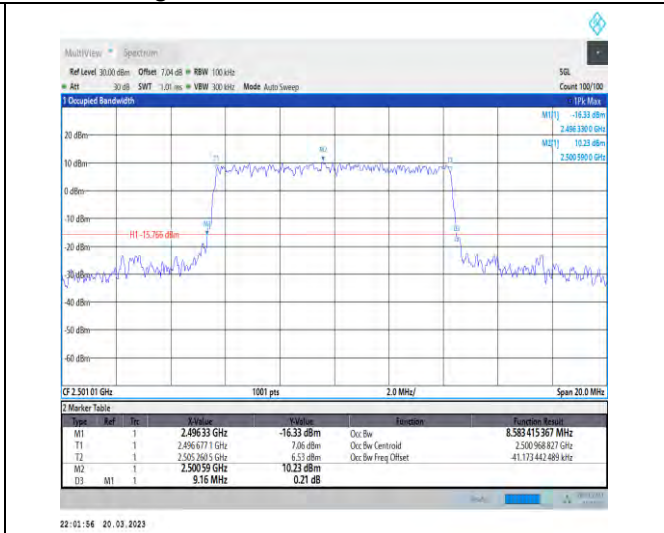 MultiView Spectrum
Ref Level 30.00 dBm Offset 7.04 dB RBW 100 kHz SGL
Att 30 dB SWT 1.01 ms VBW 300 kHz Mode Auto Sweep Count 100/100
1 Occupied Bandwidth 1Pk Max
M1[1] -16.33 dBm
2.496 330 0 GHz
M2[1] 10.23 dBm
2.500 590 0 GHz
20 dBm
M2
10 dBm
0 dBm
-10 dBm
H1 -15.766 dBm
D3
-20 dBm
-30 dBm
-40 dBm
-50 dBm
-60 dBm
CF 2.501 01 GHz 1001 pts 2.0 MHz/ Span 20.0 MHz
2 Marker Table
Type Ref Trc X-Value Y-Value Function Function Result
M1 1 2.496 33 GHz -16.33 dBm Occ Bw 8.583 415 367 MHz
T1 1 2.496 677 1 GHz 7.06 dBm Occ Bw Centroid 2.500 968 827 GHz
T2 1 2.505 260 5 GHz 6.53 dBm Occ Bw Freq Offset -41.173 442 489 kHz
M2 1 2.500 59 GHz 10.23 dBm
D3 M1 1 9.16 MHz 0.21 dB
22:01:56 20.03.2023